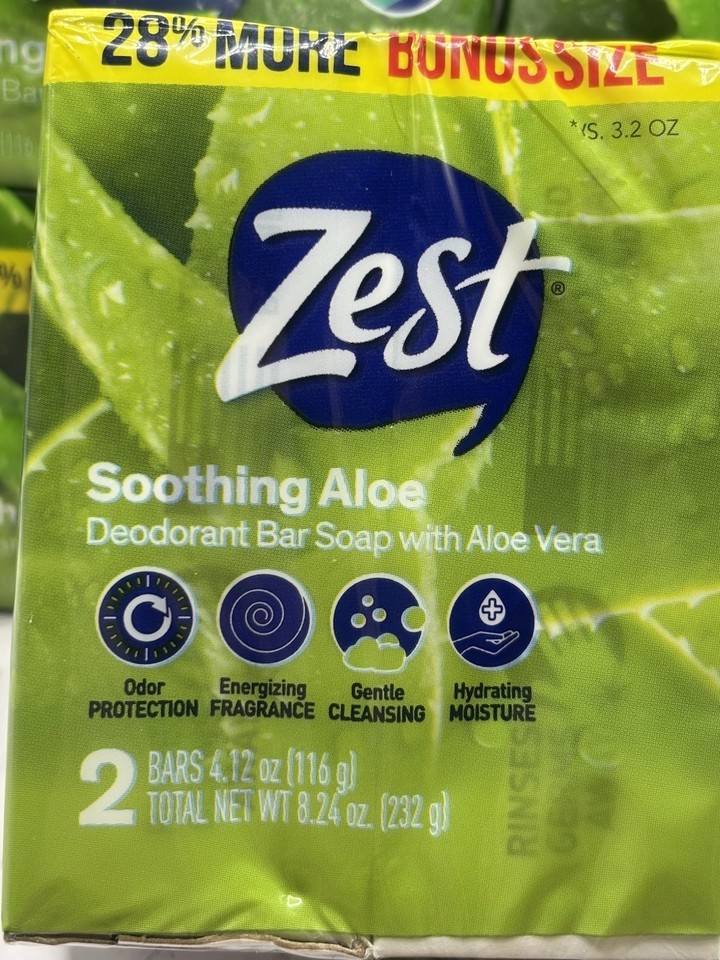 28% MORE BONUS SIZE
*VS. 3.2 OZ
Zest®
Soothing Aloe
Deodorant Bar Soap with Aloe Vera
Odor
PROTECTION
Energizing
FRAGRANCE
Gentle
CLEANSING
Hydrating
MOISTURE
2 BARS 4.12 oz (116 g)
TOTAL NET WT 8.24 oz. (232 g)
RINSES